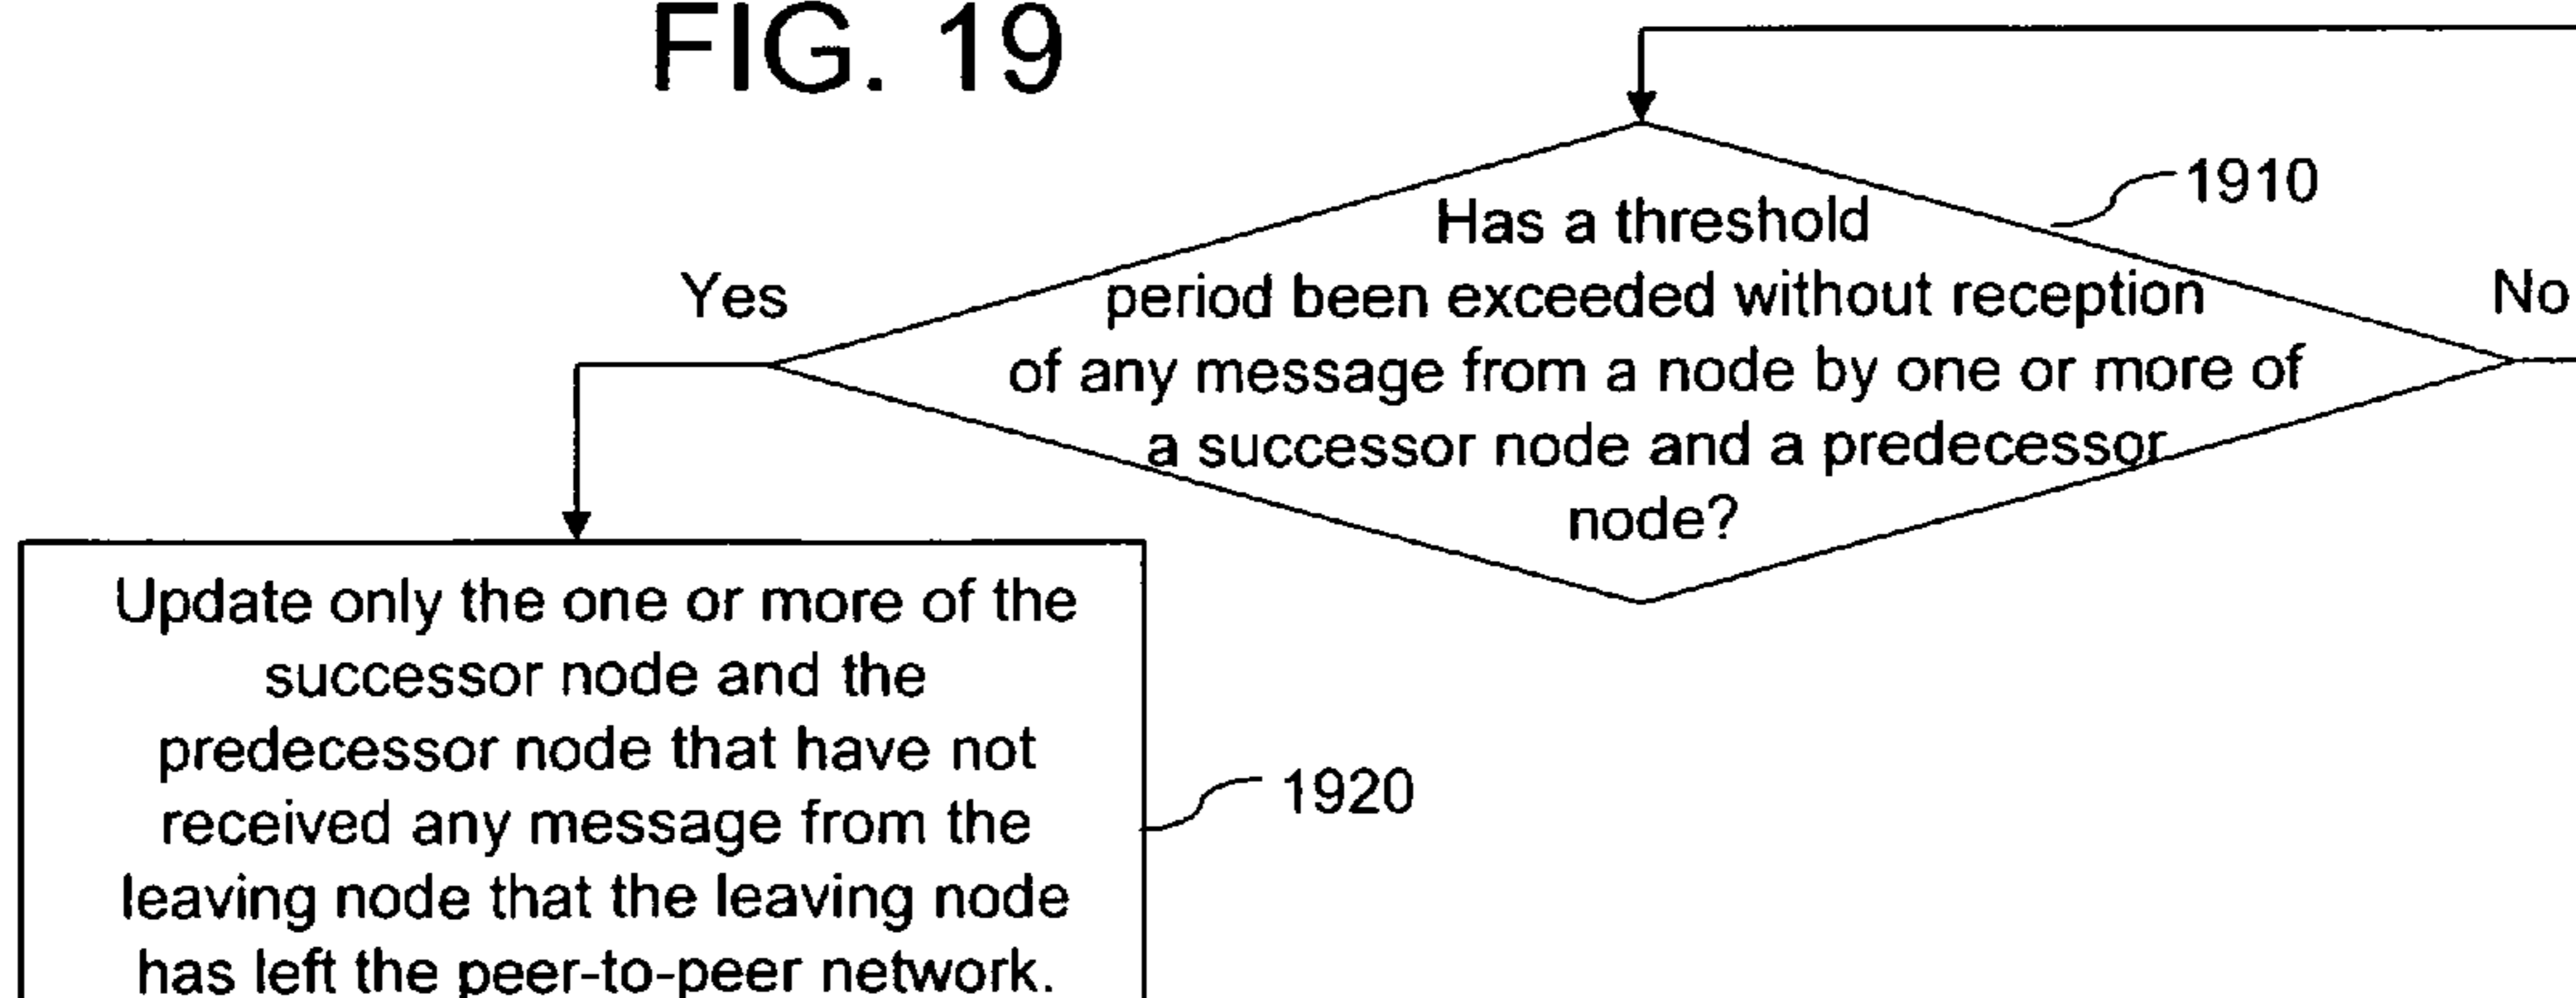 FIG. 19
1910
Has a threshold
period been exceeded without reception
of any message from a node by one or more of
a successor node and a predecessor
node?
Yes
No
Update only the one or more of the
successor node and the
predecessor node that have not
received any message from the
leaving node that the leaving node
has left the peer-to-peer network.
1920